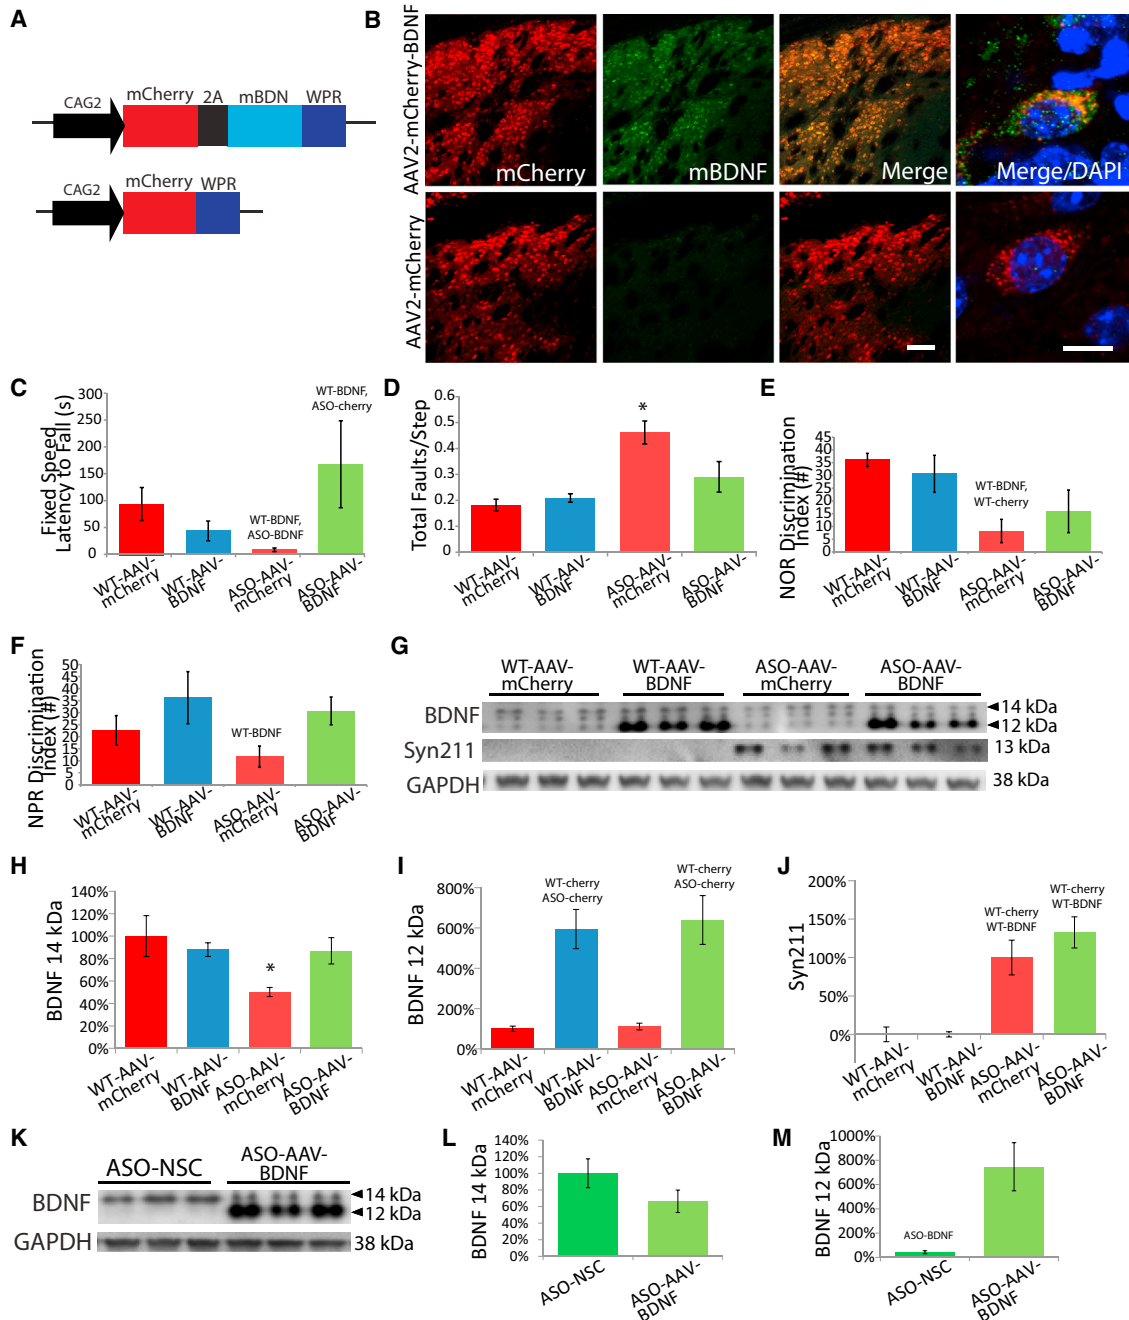 A
CAG2
mCherry 2A mBDN WPR
CAG2
mCherry WPR
B
AAV2-mCherry-BDNF
mCherry
mBDNF
Merge
Merge/DAPI
AAV2-mCherry
C
Fixed Speed
Latency to Fall (s)
300
250
200
150
100
50
0
WT-BDNF,
ASO-BDNF
WT-BDNF,
ASO-cherry
WT-AAV-
mCherry
WT-AAV-
BDNF
ASO-AAV-
mCherry
ASO-AAV-
BDNF
D
Total Faults/Step
0.6
0.5
0.4
0.3
0.2
0.1
0
*
WT-AAV-
mCherry
WT-AAV-
BDNF
ASO-AAV-
mCherry
ASO-AAV-
BDNF
E
NOR Discrimination
Index (#)
45
40
35
30
25
20
15
10
5
0
WT-BDNF,
WT-cherry
WT-AAV-
mCherry
WT-AAV-
BDNF
ASO-AAV-
mCherry
ASO-AAV-
BDNF
F
NPR Discrimination
Index (#)
50
45
40
35
30
25
20
15
10
5
0
WT-BDNF
WT-AAV-
mCherry
WT-AAV-
BDNF
ASO-AAV-
mCherry
ASO-AAV-
BDNF
G
WT-AAV-
mCherry
WT-AAV-
BDNF
ASO-AAV-
mCherry
ASO-AAV-
BDNF
BDNF
14 kDa
12 kDa
Syn211
13 kDa
GAPDH
38 kDa
H
BDNF 14 kDa
140%
120%
100%
80%
60%
40%
20%
0%
*
WT-AAV-
mCherry
WT-AAV-
BDNF
ASO-AAV-
mCherry
ASO-AAV-
BDNF
I
BDNF 12 kDa
800%
600%
400%
200%
0%
WT-cherry
ASO-cherry
WT-cherry
ASO-cherry
WT-AAV-
mCherry
WT-AAV-
BDNF
ASO-AAV-
mCherry
ASO-AAV-
BDNF
J
Syn211
200%
150%
100%
50%
0%
WT-cherry
WT-BDNF
WT-cherry
WT-BDNF
WT-AAV-
mCherry
WT-AAV-
BDNF
ASO-AAV-
mCherry
ASO-AAV-
BDNF
K
ASO-NSC
ASO-AAV-
BDNF
BDNF
14 kDa
12 kDa
GAPDH
38 kDa
L
BDNF 14 kDa
140%
120%
100%
80%
60%
40%
20%
0%
ASO-NSC
ASO-AAV-
BDNF
M
BDNF 12 kDa
1000%
800%
600%
400%
200%
0%
ASO-BDNF
ASO-NSC
ASO-AAV-
BDNF